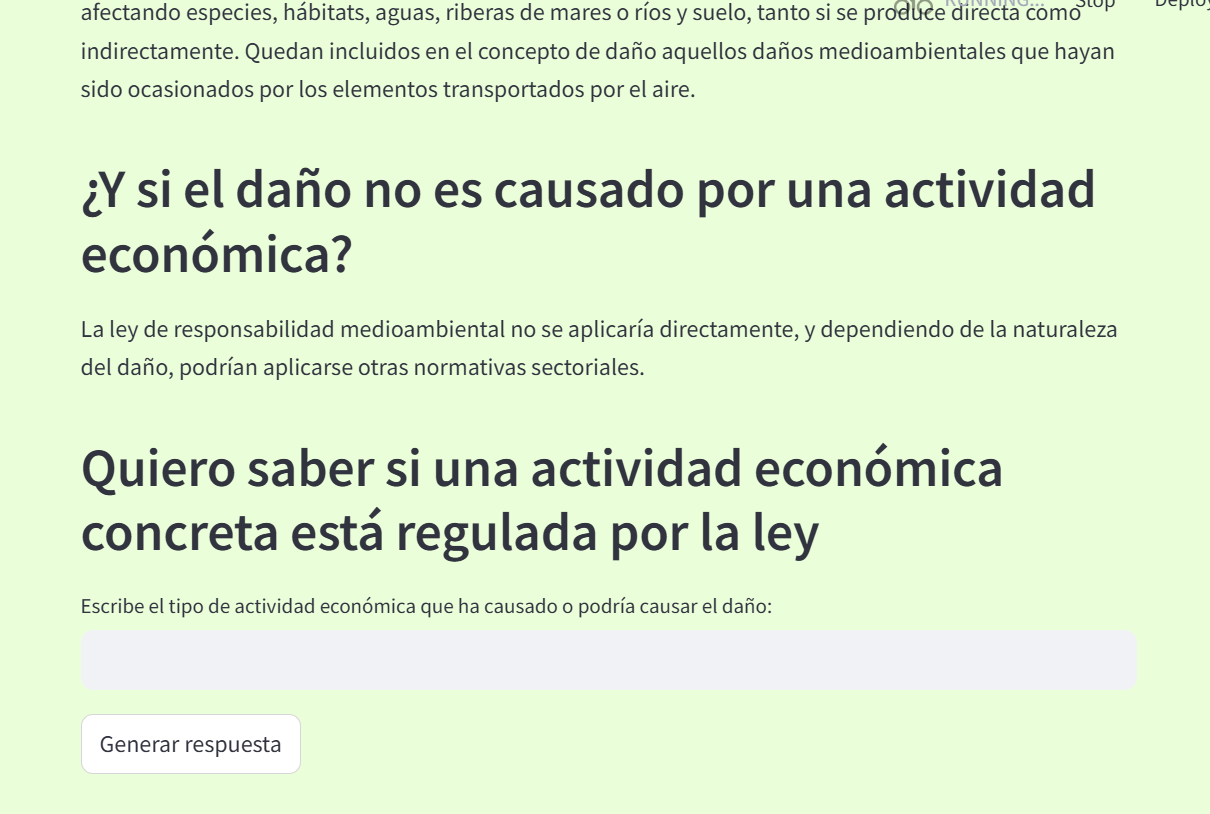 afectando especies, hábitats, aguas, riberas de mares o ríos y suelo, tanto si se produce directa como
RUNNING... Stop Deploy
indirectamente. Quedan incluidos en el concepto de daño aquellos daños medioambientales que hayan
sido ocasionados por los elementos transportados por el aire.
¿Y si el daño no es causado por una actividad
económica?
La ley de responsabilidad medioambiental no se aplicaría directamente, y dependiendo de la naturaleza
del daño, podrían aplicarse otras normativas sectoriales.
Quiero saber si una actividad económica
concreta está regulada por la ley
Escribe el tipo de actividad económica que ha causado o podría causar el daño:
Generar respuesta